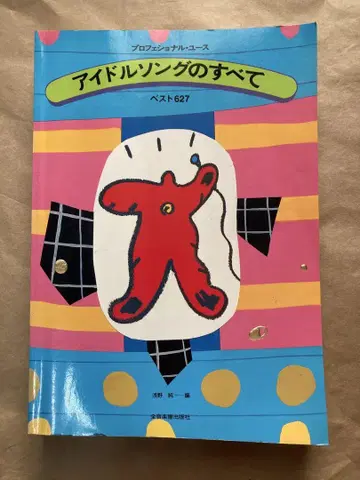 プロフェショナル・ユース
アイドルソングのすべて
ベスト627
浅野 純——編
全音楽譜出版社